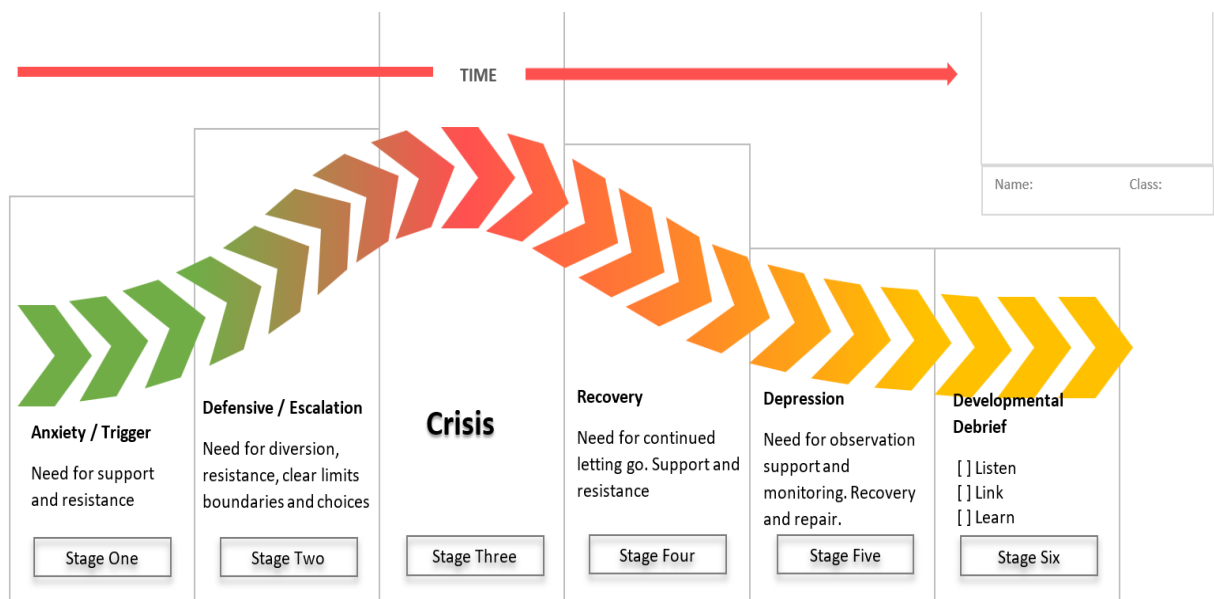 TIME
Name: Class:
Anxiety / Trigger
Need for support
and resistance
Stage One
Defensive / Escalation
Need for diversion,
resistance, clear limits
boundaries and choices
Stage Two
Crisis
Stage Three
Recovery
Need for continued
letting go. Support and
resistance
Stage Four
Depression
Need for observation
support and
monitoring. Recovery
and repair.
Stage Five
Developmental
Debrief
[ ] Listen
[ ] Link
[ ] Learn
Stage Six